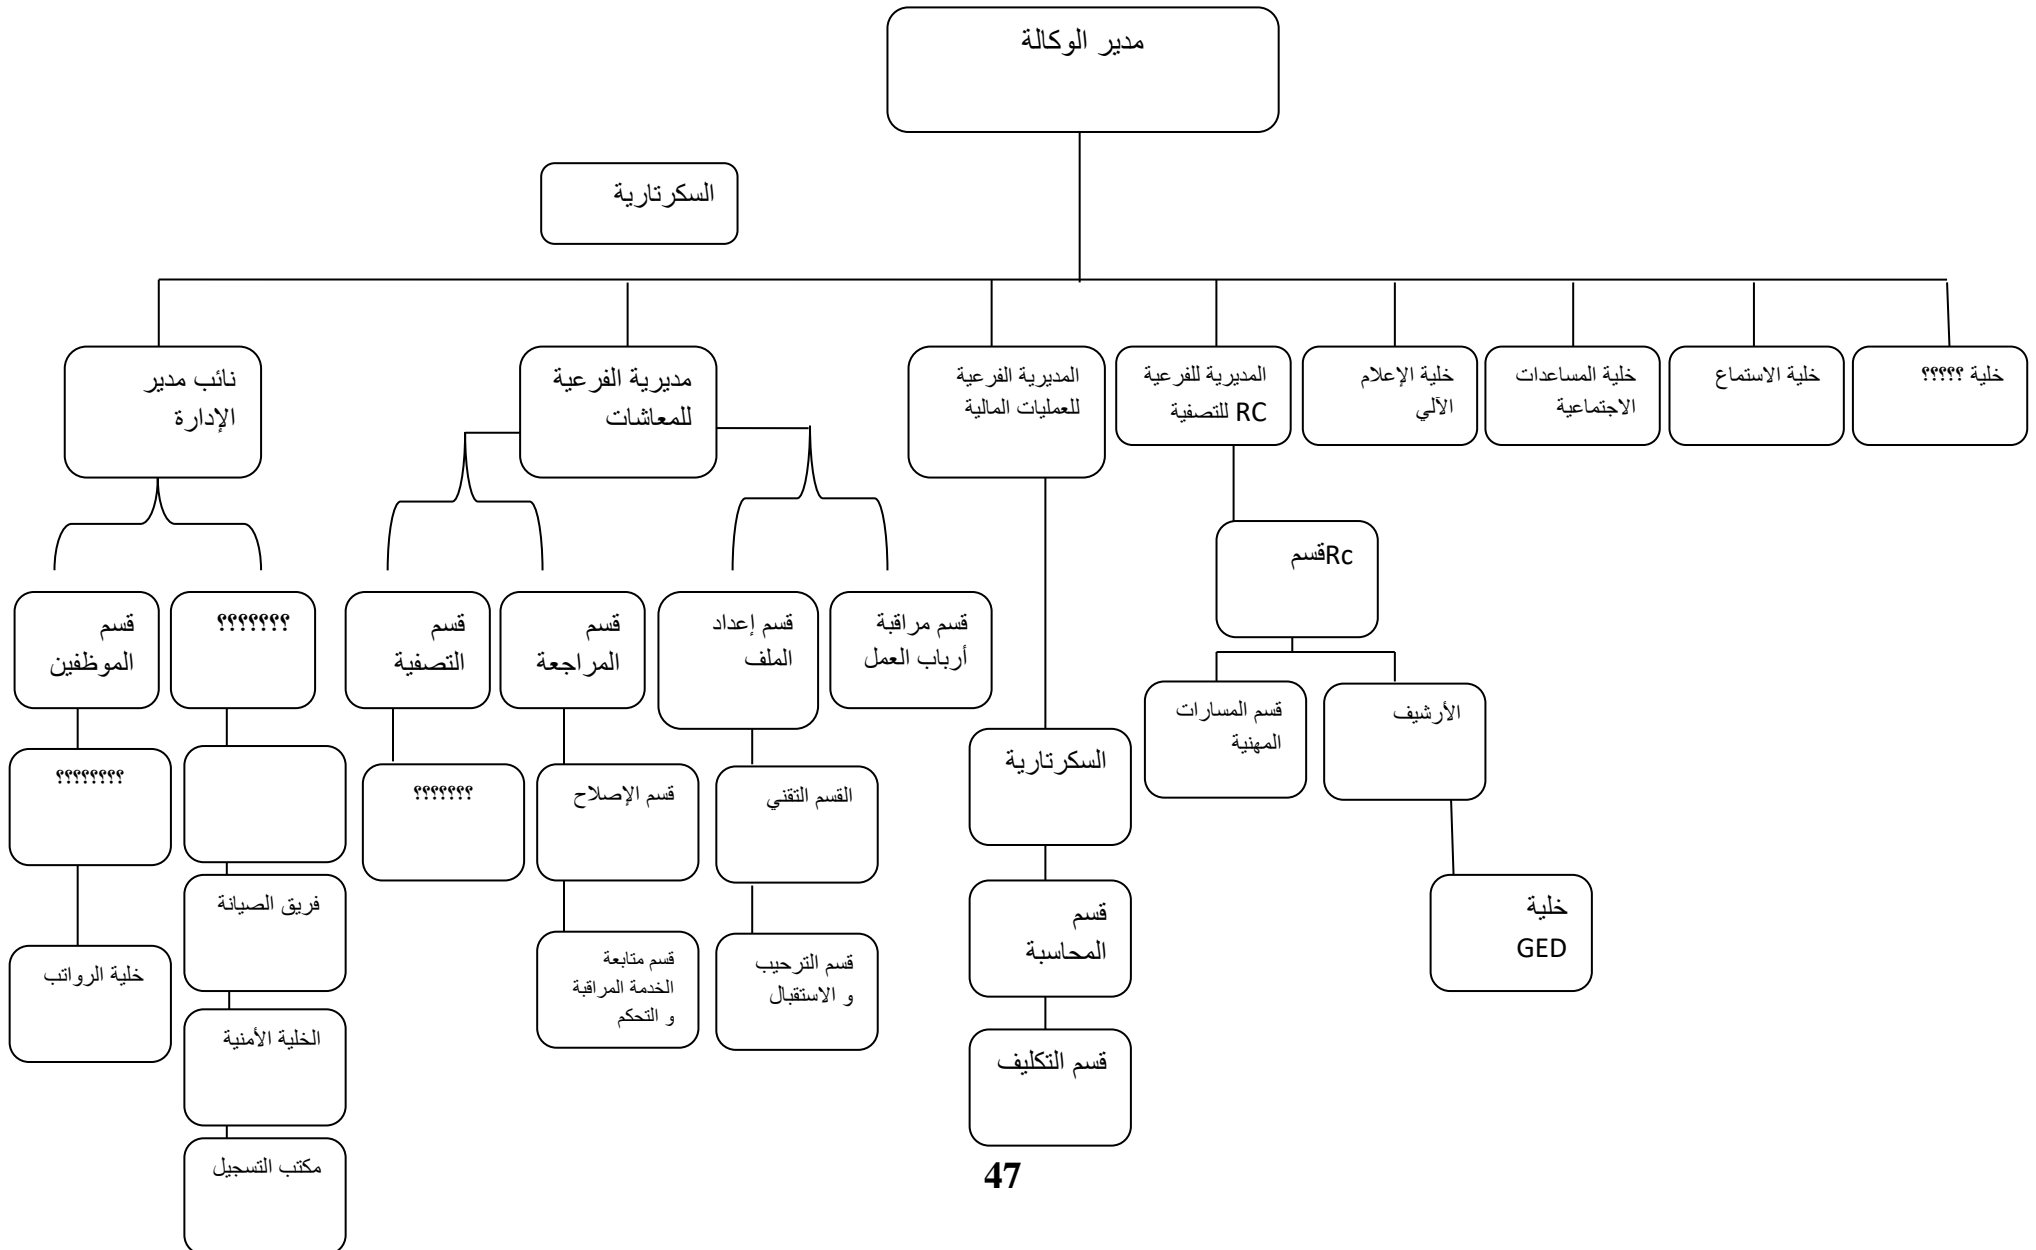 مدير الوكالة
السكرتارية
خلية ؟؟؟؟؟
خلية الاستماع
خلية المساعدات
الاجتماعية
خلية الإعلام
الآلي
المديرية للفرعية
RC للتصفية
المديرية الفرعية
للعمليات المالية
مديرية الفرعية
للمعاشات
نائب مدير
الإدارة
Rcقسم
قسم مراقبة
أرباب العمل
قسم إعداد
الملف
قسم
المراجعة
قسم
التصفية
؟؟؟؟؟؟؟
قسم
الموظفين
الأرشيف
قسم المسارات
المهنية
السكرتارية
القسم التقني
قسم الإصلاح
؟؟؟؟؟؟؟
؟؟؟؟؟؟؟؟
خلية
GED
قسم
المحاسبة
قسم الترحيب
و الاستقبال
قسم متابعة
الخدمة المراقبة
و التحكم
فريق الصيانة
خلية الرواتب
قسم التكليف
الخلية الأمنية
مكتب التسجيل
47